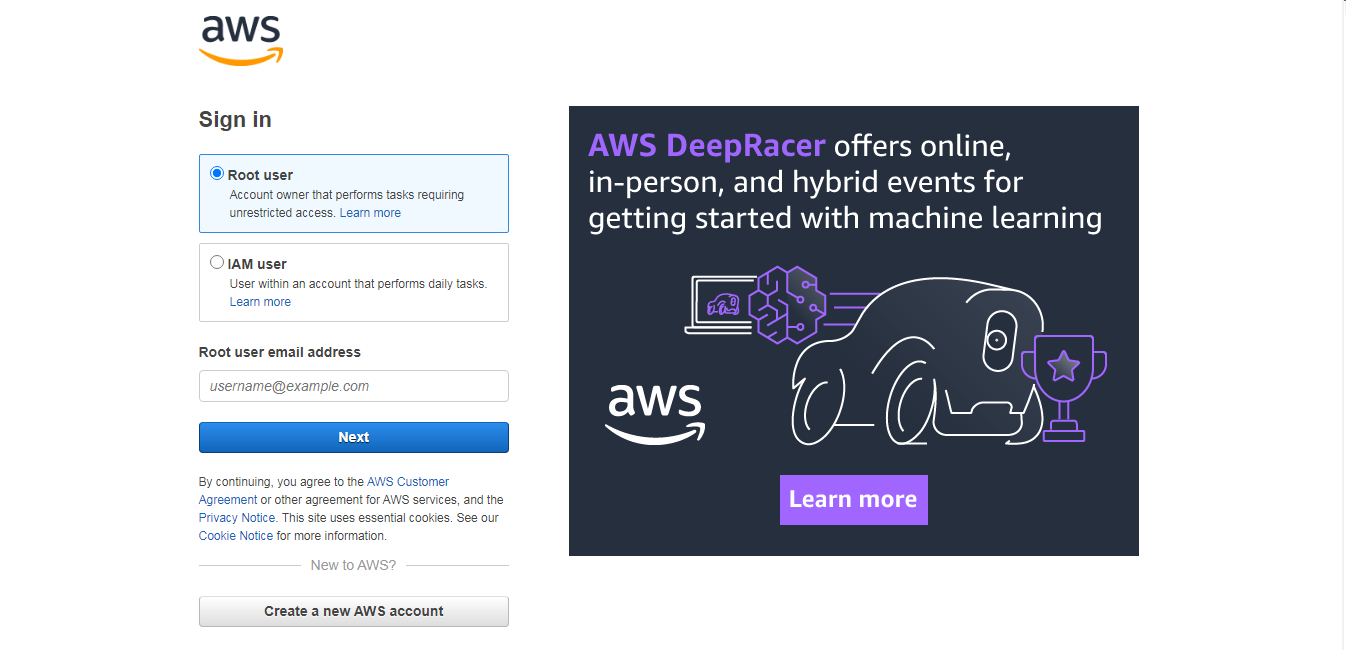 aws
Sign in
Root user
Account owner that performs tasks requiring
unrestricted access. Learn more
IAM user
User within an account that performs daily tasks.
Learn more
Root user email address
username@example.com
Next
By continuing, you agree to the AWS Customer
Agreement or other agreement for AWS services, and the
Privacy Notice. This site uses essential cookies. See our
Cookie Notice for more information.
New to AWS?
Create a new AWS account
AWS DeepRacer offers online,
in-person, and hybrid events for
getting started with machine learning
aws
Learn more